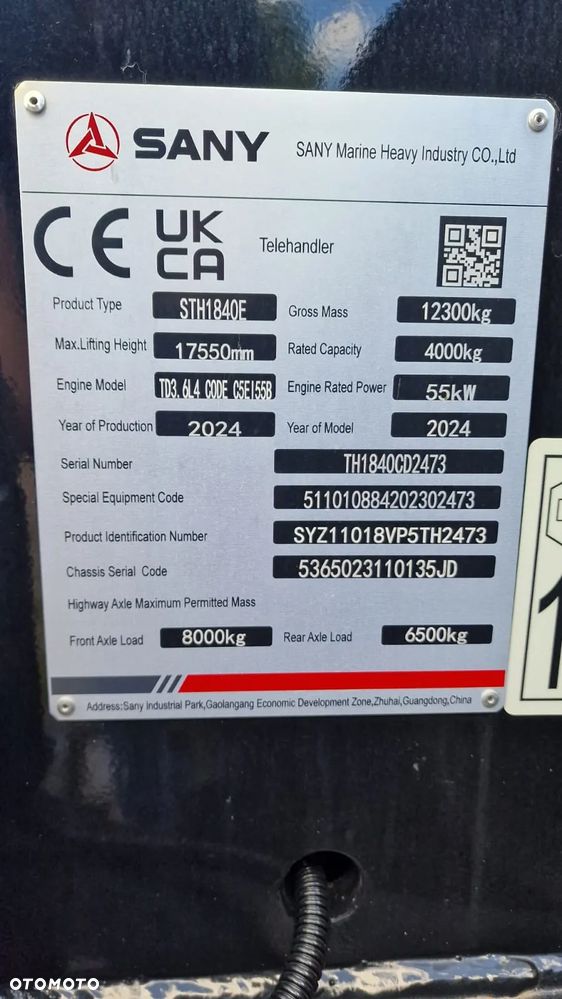 SANY
SANY Marine Heavy Industry CO.,Ltd
CE UK CA Telehandler
Product Type STH1840E Gross Mass 12300kg
Max.Lifting Height 17550mm Rated Capacity 4000kg
Engine Model TD3.6L4 CODE C5E155B Engine Rated Power 55kW
Year of Production 2024 Year of Model 2024
Serial Number TH1840CD2473
Special Equipment Code 511010884202302473
Product Identification Number SYZ11018VP5TH2473
Chassis Serial Code 5365023110135JD
Highway Axle Maximum Permitted Mass
Front Axle Load 8000kg Rear Axle Load 6500kg
Address:Sany Industrial Park,Gaolangang Economic Development Zone,Zhuhai,Guangdong,China
OTOMOTO